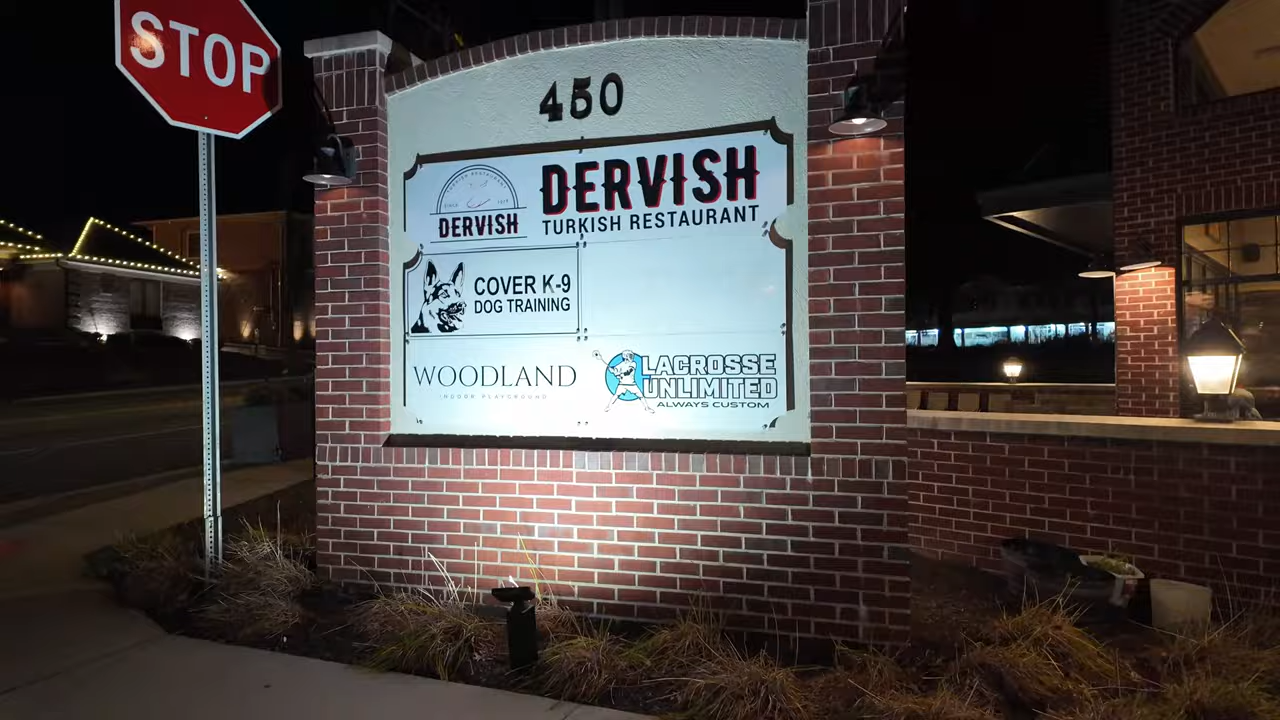 STOP
450
DERVISH
DERVISH
TURKISH RESTAURANT
COVER K-9
DOG TRAINING
WOODLAND
INDOOR PLAYGROUND
LACROSSE
UNLIMITED
ALWAYS CUSTOM